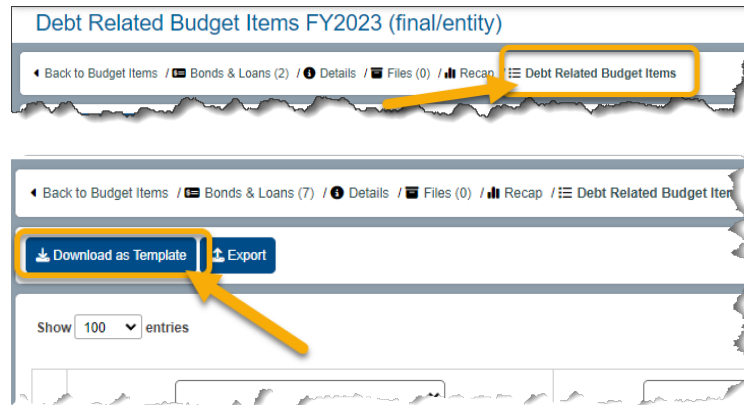 Debt Related Budget Items FY2023 (final/entity)
Back to Budget Items / Bonds & Loans (2) / Details / Files (0) / Recap / Debt Related Budget Items
Back to Budget Items / Bonds & Loans (7) / Details / Files (0) / Recap / Debt Related Budget Iter
Download as Template Export
Show 100 entries